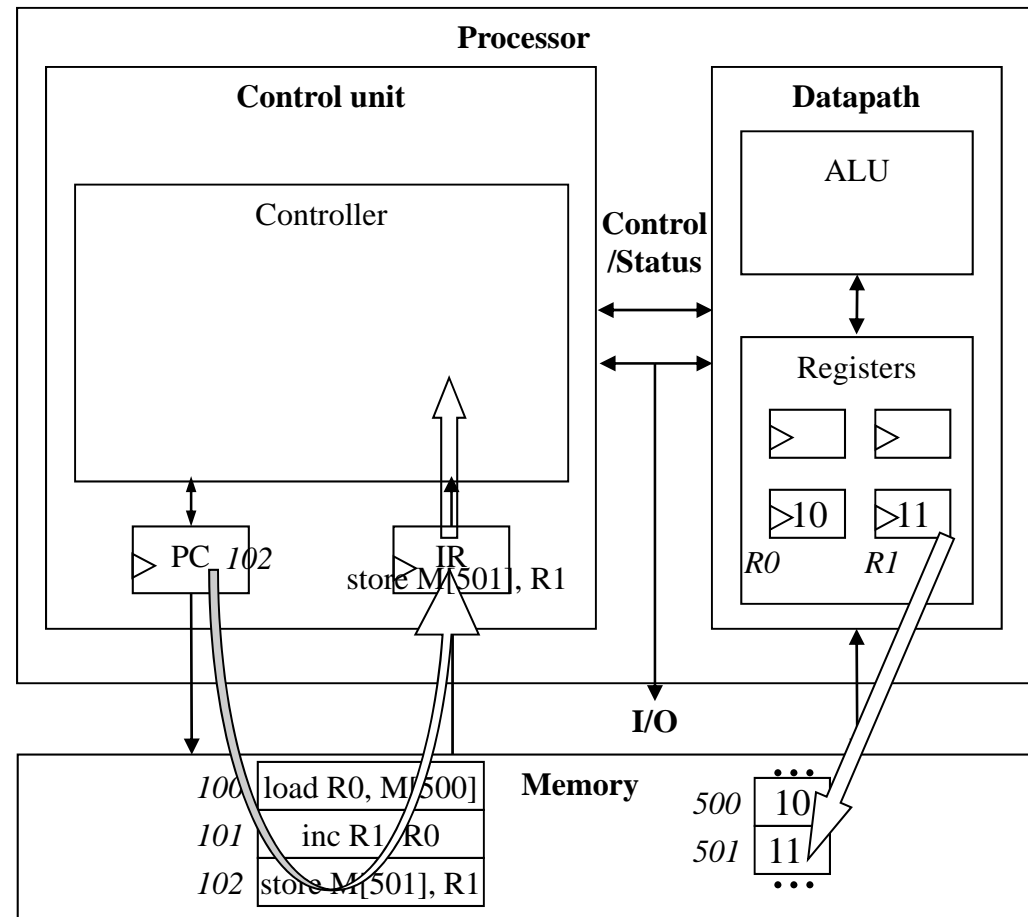 Processor
Control unit
Datapath
ALU
Controller
Control
/Status
Registers
10 11
R0 R1
PC 102
IR
store M[501], R1
I/O
Memory
100 load R0, M[500]
101 inc R1, R0
102 store M[501], R1
•••
500 10
501 11
•••